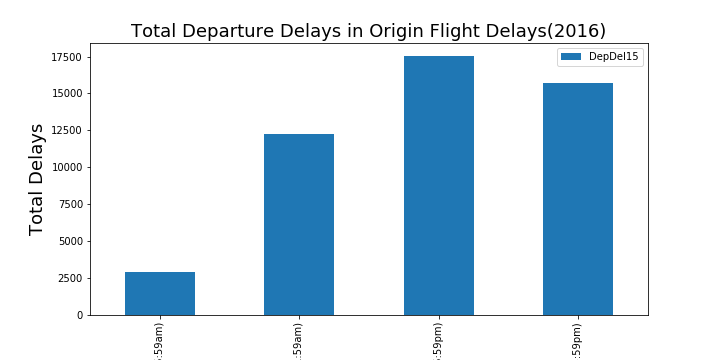 Total Departure Delays in Origin Flight Delays(2016)
DepDel15
Total Delays
17500
15000
12500
10000
7500
5000
2500
0
:59am)
:59am)
:59pm)
:59pm)